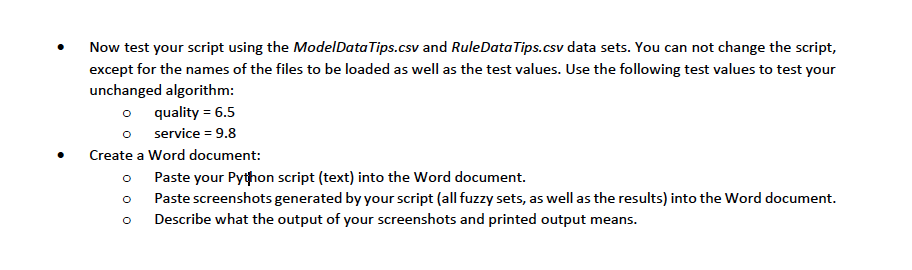 • Now test your script using the ModelDataTips.csv and RuleDataTips.csv data sets. You can not change the script,
except for the names of the files to be loaded as well as the test values. Use the following test values to test your
unchanged algorithm:
o quality = 6.5
o service = 9.8
• Create a Word document:
o Paste your Python script (text) into the Word document.
o Paste screenshots generated by your script (all fuzzy sets, as well as the results) into the Word document.
o Describe what the output of your screenshots and printed output means.